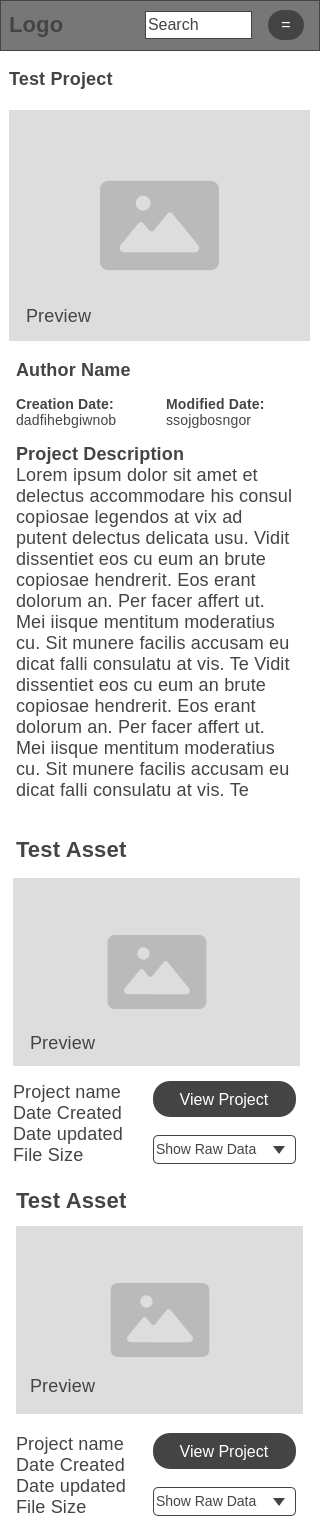 Logo
Search
=
Test Project
Preview
Author Name
Creation Date:
dadfihebgiwnob
Modified Date:
ssojgbosngor
Project Description
Lorem ipsum dolor sit amet et
delectus accommodare his consul
copiosae legendos at vix ad
putent delectus delicata usu. Vidit
dissentiet eos cu eum an brute
copiosae hendrerit. Eos erant
dolorum an. Per facer affert ut.
Mei iisque mentitum moderatius
cu. Sit munere facilis accusam eu
dicat falli consulatu at vis. Te Vidit
dissentiet eos cu eum an brute
copiosae hendrerit. Eos erant
dolorum an. Per facer affert ut.
Mei iisque mentitum moderatius
cu. Sit munere facilis accusam eu
dicat falli consulatu at vis. Te
Test Asset
Preview
Project name
Date Created
Date updated
File Size
View Project
Show Raw Data
Test Asset
Preview
Project name
Date Created
Date updated
File Size
View Project
Show Raw Data